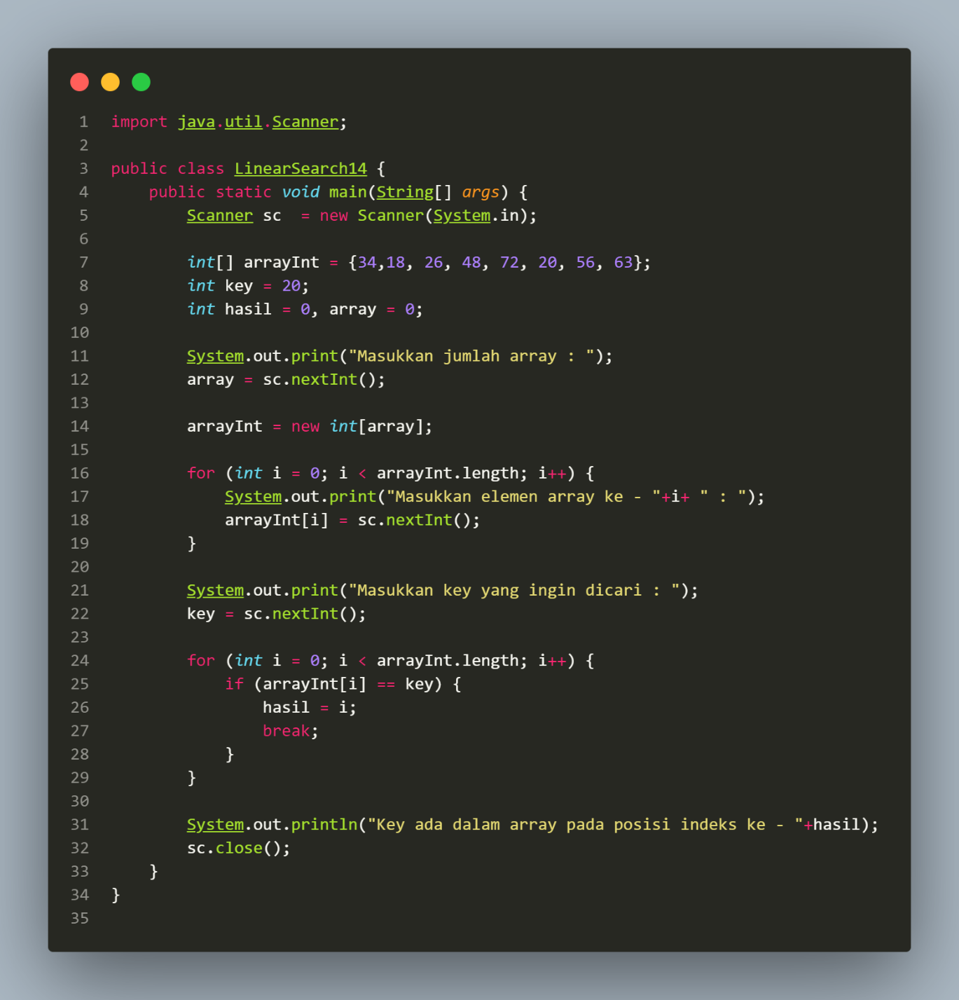 1 import java.util.Scanner;
2
3 public class LinearSearch14 {
4     public static void main(String[] args) {
5         Scanner sc  = new Scanner(System.in);
6
7         int[] arrayInt = {34,18, 26, 48, 72, 20, 56, 63};
8         int key = 20;
9         int hasil = 0, array = 0;
10
11         System.out.print("Masukkan jumlah array : ");
12         array = sc.nextInt();
13
14         arrayInt = new int[array];
15
16         for (int i = 0; i < arrayInt.length; i++) {
17             System.out.print("Masukkan elemen array ke - "+i+ " : ");
18             arrayInt[i] = sc.nextInt();
19         }
20
21         System.out.print("Masukkan key yang ingin dicari : ");
22         key = sc.nextInt();
23
24         for (int i = 0; i < arrayInt.length; i++) {
25             if (arrayInt[i] == key) {
26                 hasil = i;
27                 break;
28             }
29         }
30
31         System.out.println("Key ada dalam array pada posisi indeks ke - "+hasil);
32         sc.close();
33     }
34 }
35